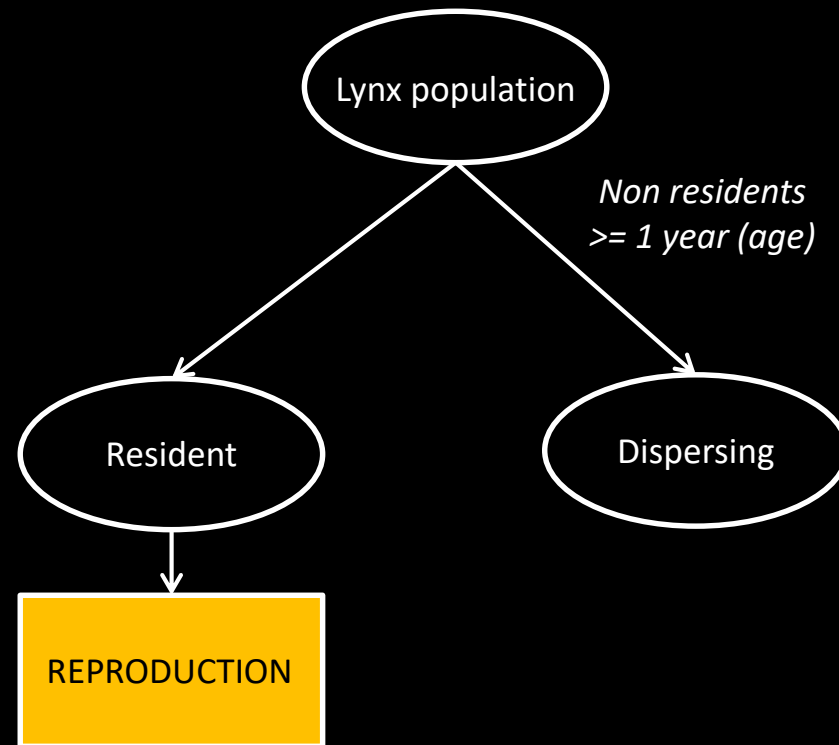 Lynx population
Non residents
>= 1 year (age)
Resident
Dispersing
REPRODUCTION